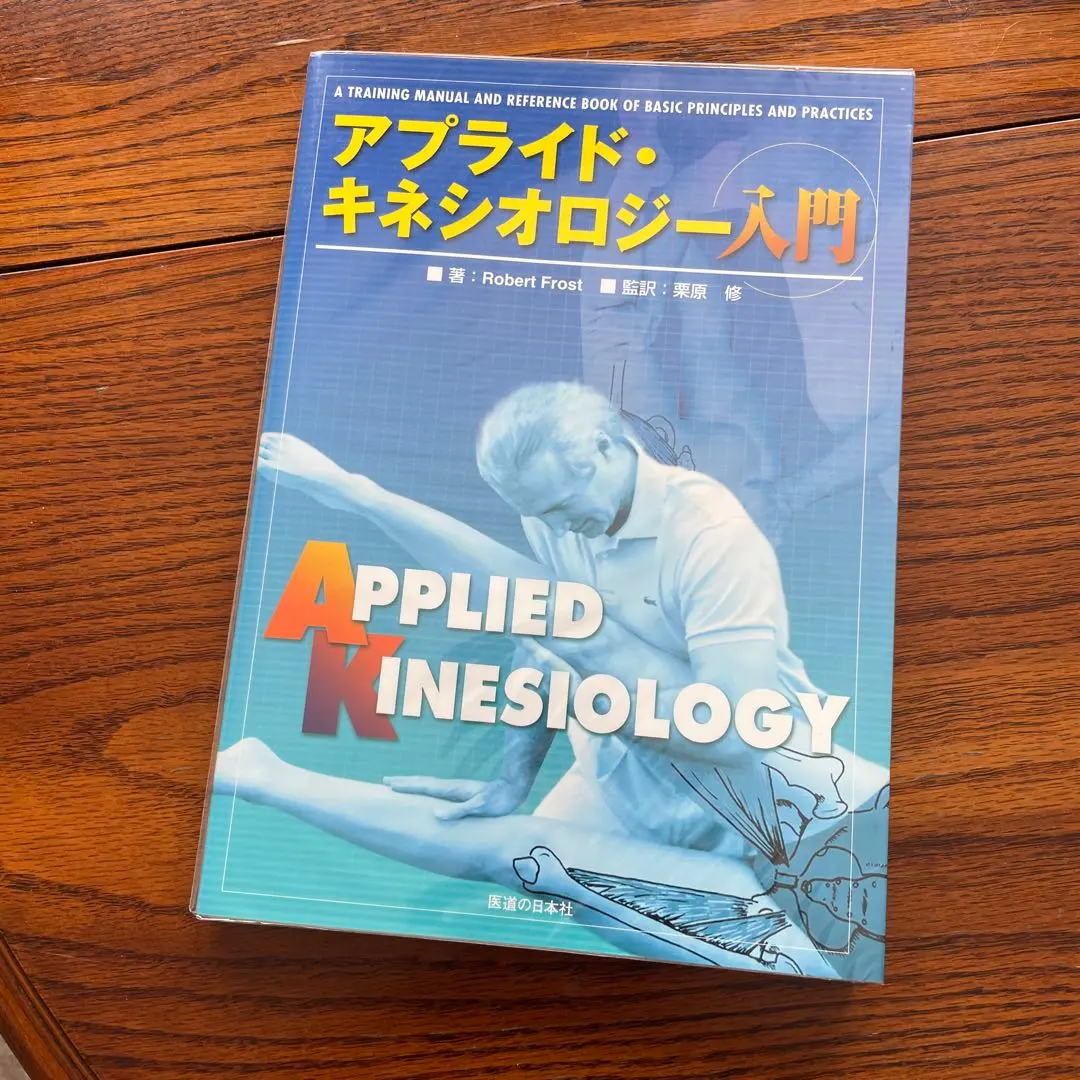 A TRAINING MANUAL AND REFERENCE BOOK OF BASIC PRINCIPLES AND PRACTICES
アプライド・
キネシオロジー入門
■ 著：Robert Frost ■ 監訳：栗原 修
APPLIED
KINESIOLOGY
医道の日本社